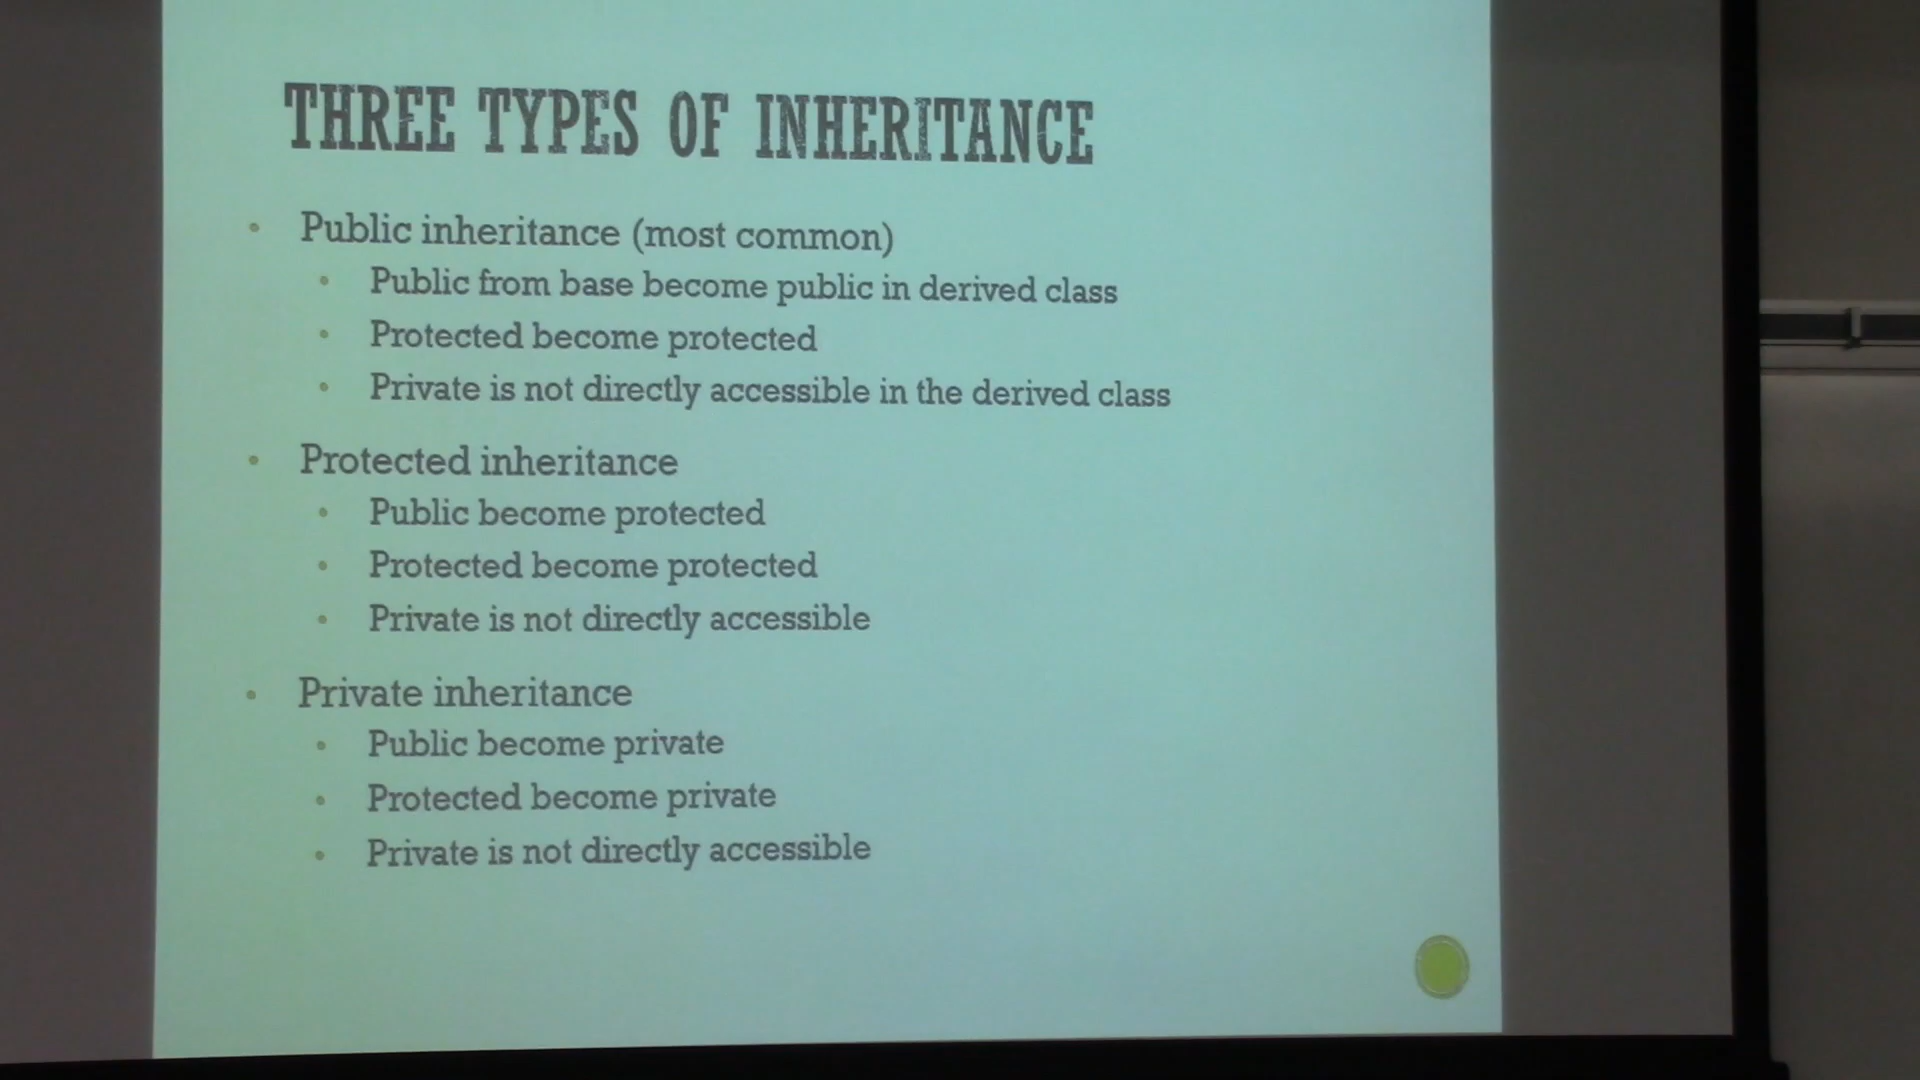 THREE TYPES OF INHERITANCE
• Public inheritance (most common)
• Public from base become public in derived class
• Protected become protected
• Private is not directly accessible in the derived class
• Protected inheritance
• Public become protected
• Protected become protected
• Private is not directly accessible
• Private inheritance
• Public become private
• Protected become private
• Private is not directly accessible